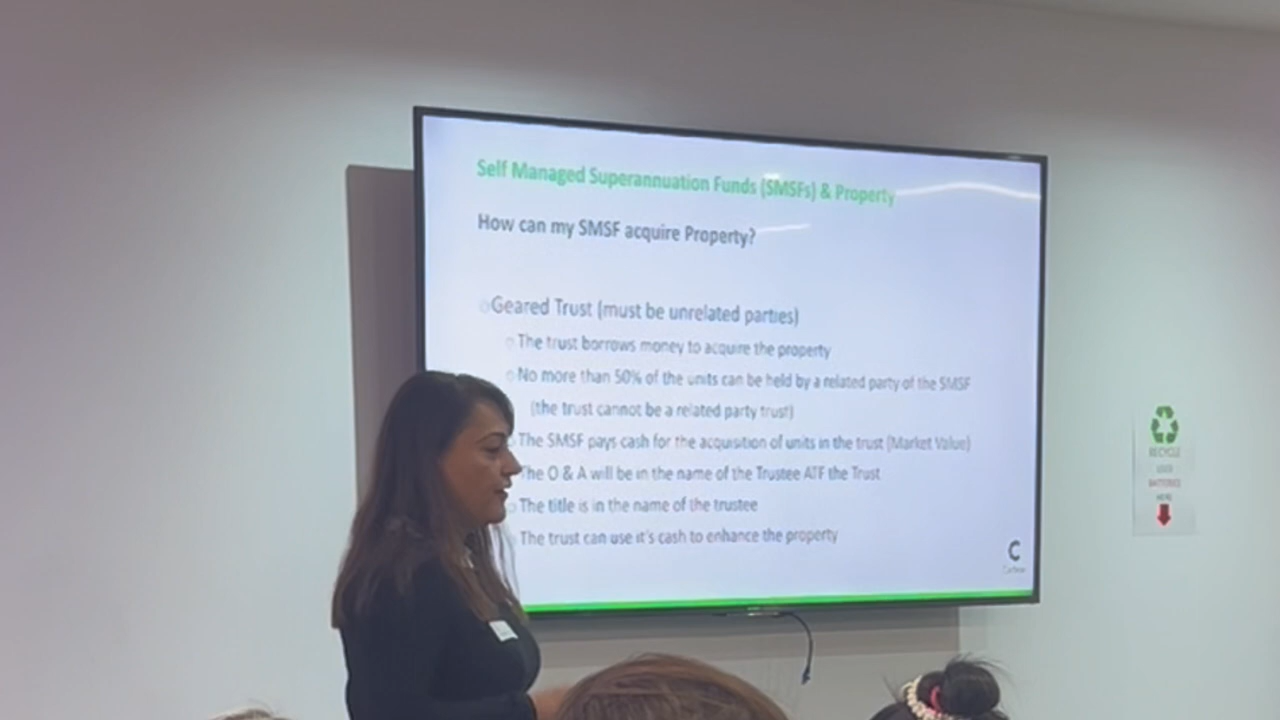 Self Managed Superannuation Funds (SMSFs) & Property
How can my SMSF acquire Property?
Geared Trust (must be unrelated parties)
The trust borrows money to acquire the property
No more than 50% of the units can be held by a related party of the SMSF
(the trust cannot be a related party trust)
The SMSF pays cash for the acquisition of units in the trust (Market Value)
The O & A will be in the name of the Trustee ATF the Trust
The title is in the name of the trustee
The trust can use it's cash to enhance the property
C
RECYCLE
USED
BATTERIES
HERE